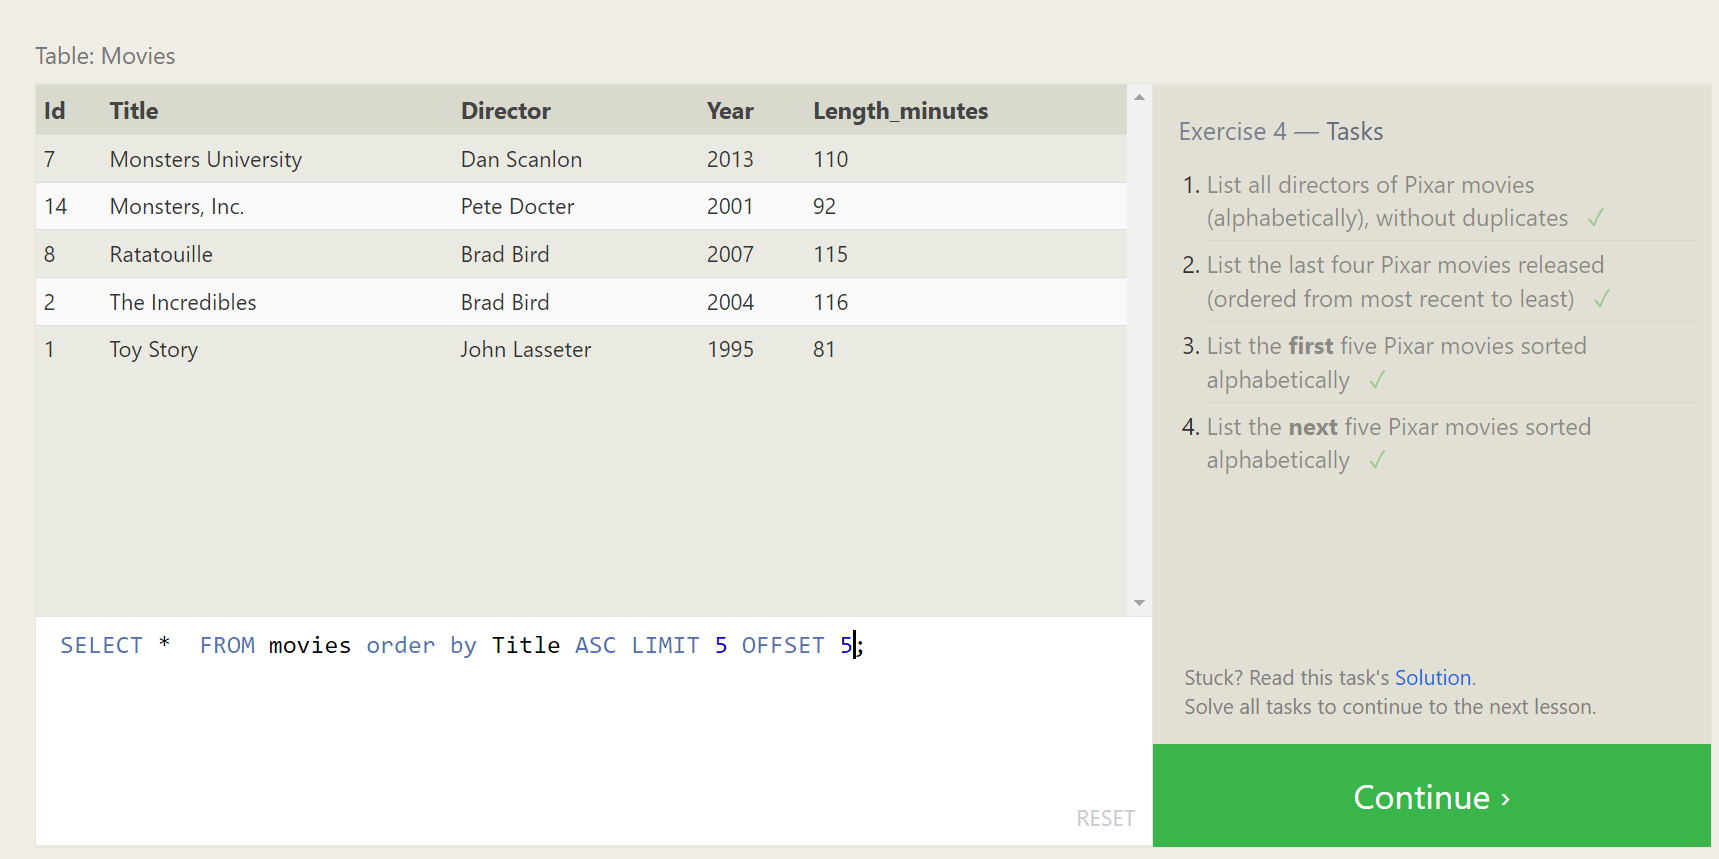 Table: Movies
Id Title Director Year Length_minutes
7 Monsters University Dan Scanlon 2013 110
14 Monsters, Inc. Pete Docter 2001 92
8 Ratatouille Brad Bird 2007 115
2 The Incredibles Brad Bird 2004 116
1 Toy Story John Lasseter 1995 81
SELECT *  FROM movies order by Title ASC LIMIT 5 OFFSET 5;
RESET
Exercise 4 — Tasks
1. List all directors of Pixar movies
(alphabetically), without duplicates ✓
2. List the last four Pixar movies released
(ordered from most recent to least) ✓
3. List the first five Pixar movies sorted
alphabetically ✓
4. List the next five Pixar movies sorted
alphabetically ✓
Stuck? Read this task's Solution.
Solve all tasks to continue to the next lesson.
Continue ›